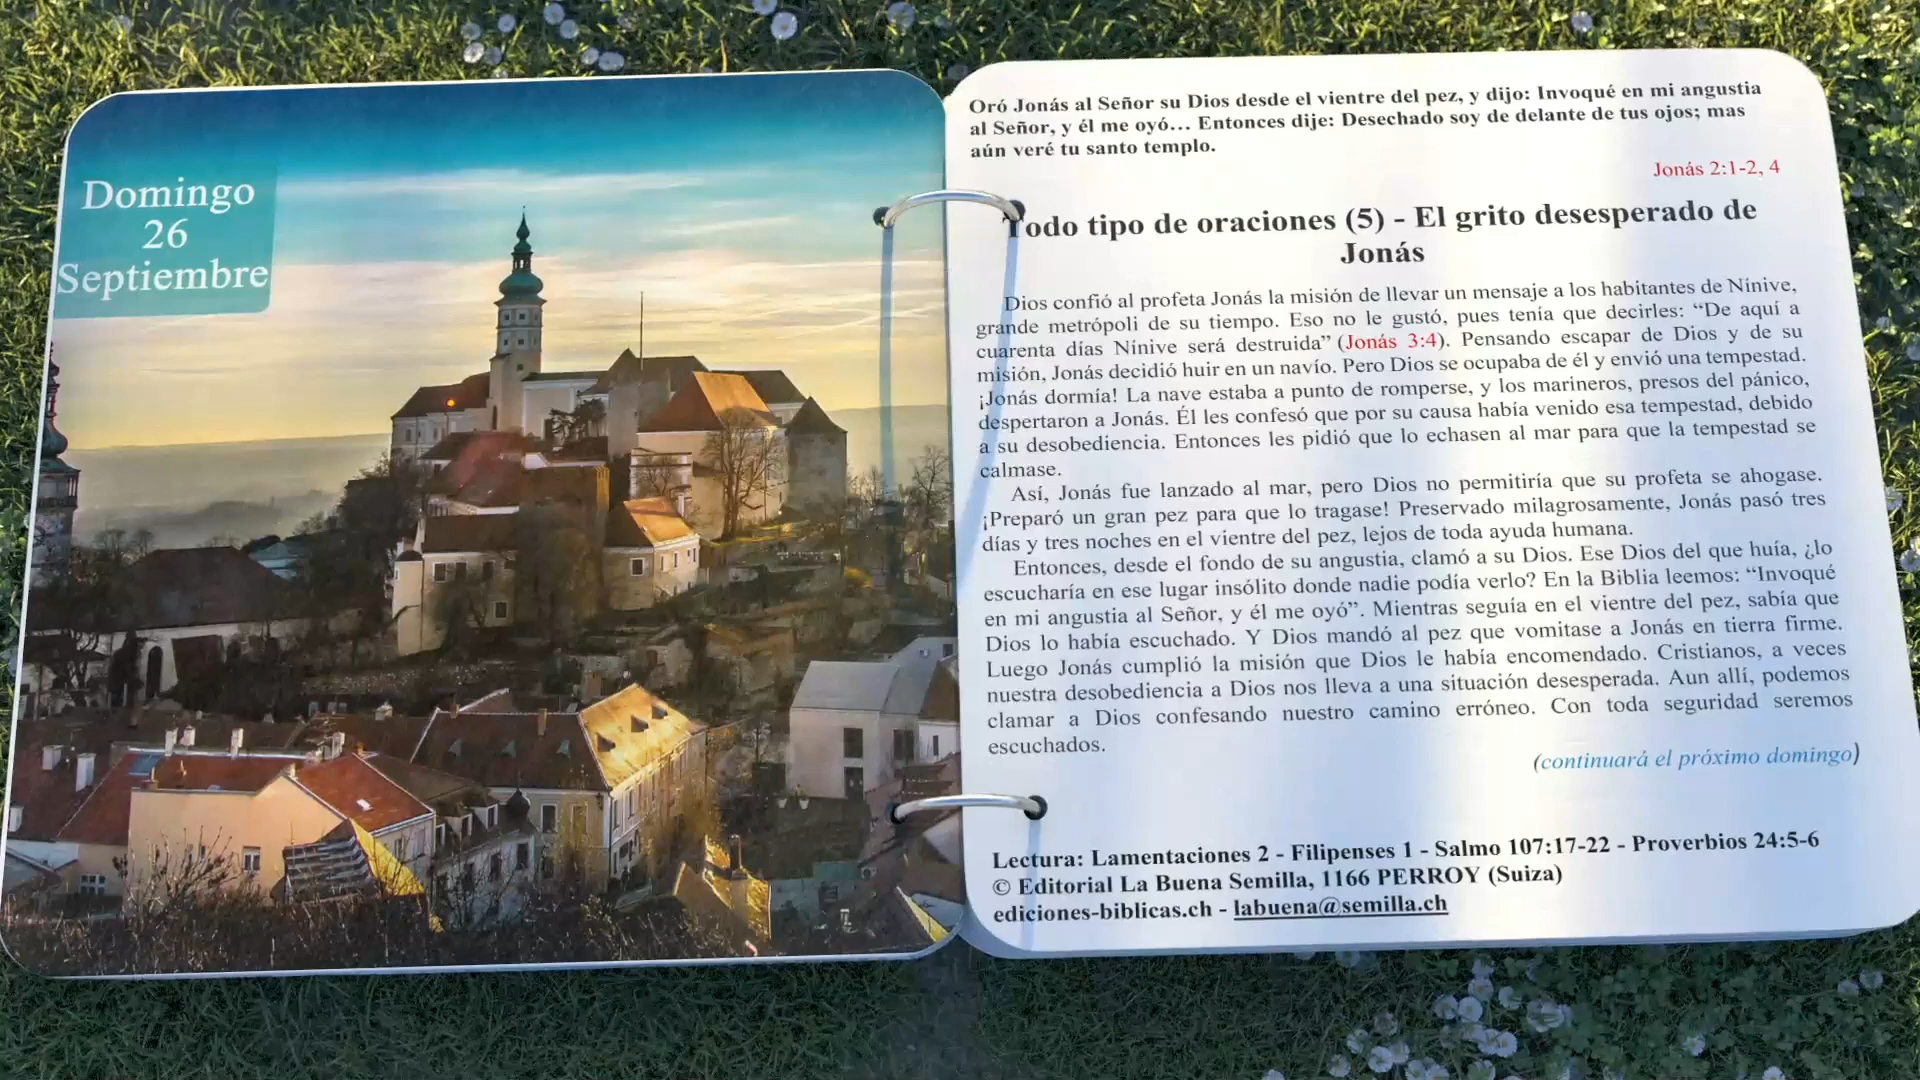 Domingo
26
Septiembre
Oró Jonás al Señor su Dios desde el vientre del pez, y dijo: Invoqué en mi angustia
al Señor, y él me oyó… Entonces dije: Desechado soy de delante de tus ojos; mas
aún veré tu santo templo.
Jonás 2:1-2, 4
Todo tipo de oraciones (5) - El grito desesperado de
Jonás
Dios confió al profeta Jonás la misión de llevar un mensaje a los habitantes de Nínive,
grande metrópoli de su tiempo. Eso no le gustó, pues tenía que decirles: “De aquí a
cuarenta días Nínive será destruida” (Jonás 3:4). Pensando escapar de Dios y de su
misión, Jonás decidió huir en un navío. Pero Dios se ocupaba de él y envió una tempestad.
¡Jonás dormía! La nave estaba a punto de romperse, y los marineros, presos del pánico,
despertaron a Jonás. Él les confesó que por su causa había venido esa tempestad, debido
a su desobediencia. Entonces les pidió que lo echasen al mar para que la tempestad se
calmase.
Así, Jonás fue lanzado al mar, pero Dios no permitiría que su profeta se ahogase.
¡Preparó un gran pez para que lo tragase! Preservado milagrosamente, Jonás pasó tres
días y tres noches en el vientre del pez, lejos de toda ayuda humana.
Entonces, desde el fondo de su angustia, clamó a su Dios. Ese Dios del que huía, ¿lo
escucharía en ese lugar insólito donde nadie podía verlo? En la Biblia leemos: “Invoqué
en mi angustia al Señor, y él me oyó”. Mientras seguía en el vientre del pez, sabía que
Dios lo había escuchado. Y Dios mandó al pez que vomitase a Jonás en tierra firme.
Luego Jonás cumplió la misión que Dios le había encomendado. Cristianos, a veces
nuestra desobediencia a Dios nos lleva a una situación desesperada. Aun allí, podemos
clamar a Dios confesando nuestro camino erróneo. Con toda seguridad seremos
escuchados.
(continuará el próximo domingo)
Lectura: Lamentaciones 2 - Filipenses 1 - Salmo 107:17-22 - Proverbios 24:5-6
© Editorial La Buena Semilla, 1166 PERROY (Suiza)
ediciones-biblicas.ch - labuena@semilla.ch